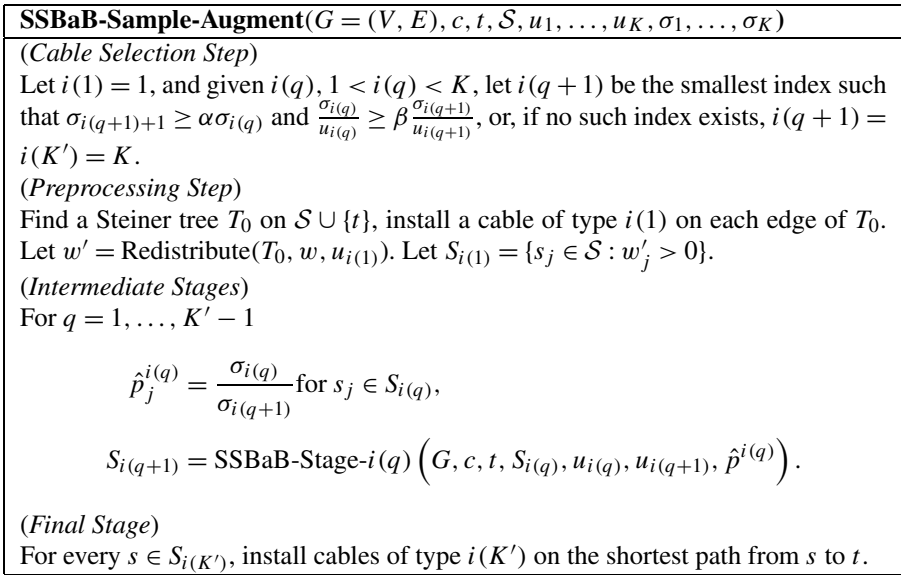 SSBaB-Sample-Augment(G = (V, E), c, t, 𝒮, u_1, …, u_K, σ_1, …, σ_K)
(Cable Selection Step)
Let i(1) = 1, and given i(q), 1 < i(q) < K, let i(q + 1) be the smallest index such
that σ_{i(q+1)+1} ≥ ασ_{i(q)} and \frac{σ_{i(q)}}{u_{i(q)}} ≥ β\frac{σ_{i(q+1)}}{u_{i(q+1)}}, or, if no such index exists, i(q + 1) =
i(K′) = K.
(Preprocessing Step)
Find a Steiner tree T_0 on 𝒮 ∪ {t}, install a cable of type i(1) on each edge of T_0.
Let w′ = Redistribute(T_0, w, u_{i(1)}). Let S_{i(1)} = {s_j ∈ 𝒮 : w′_j > 0}.
(Intermediate Stages)
For q = 1, …, K′ − 1
\hat{p}_j^{i(q)} = \frac{σ_{i(q)}}{σ_{i(q+1)}} for s_j ∈ S_{i(q)},
S_{i(q+1)} = SSBaB-Stage-i(q) (G, c, t, S_{i(q)}, u_{i(q)}, u_{i(q+1)}, \hat{p}^{i(q)}).
(Final Stage)
For every s ∈ S_{i(K′)}, install cables of type i(K′) on the shortest path from s to t.